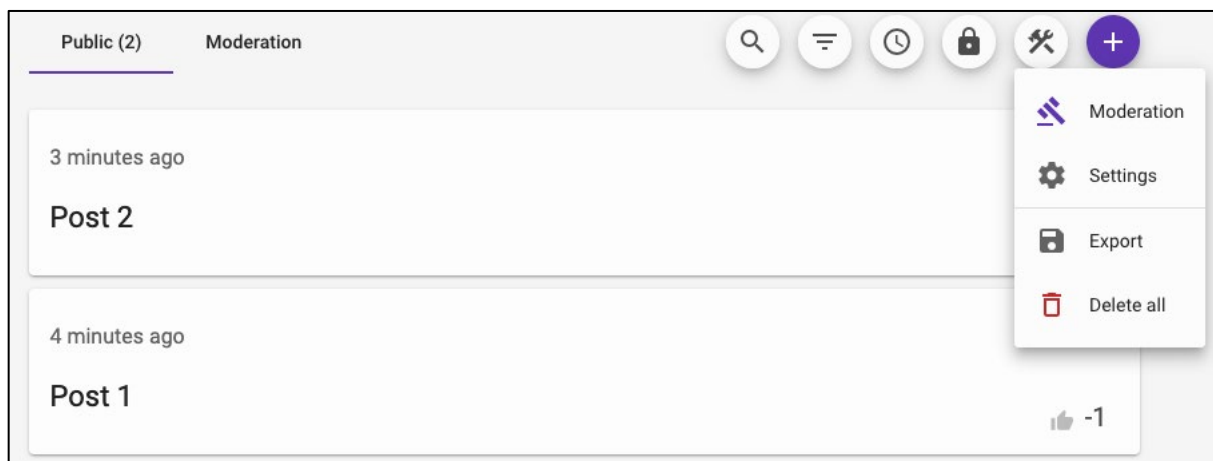 Public (2) Moderation
Moderation
3 minutes ago
Settings
Post 2
Export
Delete all
4 minutes ago
Post 1
-1